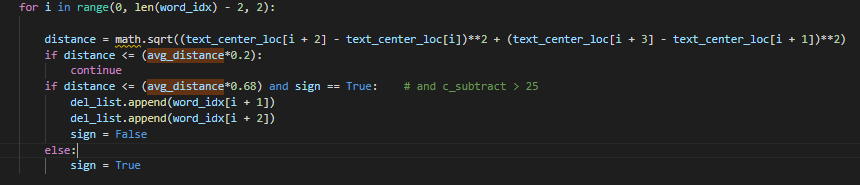 for i in range(0, len(word_idx) - 2, 2):
distance = math.sqrt((text_center_loc[i + 2] - text_center_loc[i])**2 + (text_center_loc[i + 3] - text_center_loc[i + 1])**2)
if distance <= (avg_distance*0.2):
continue
if distance <= (avg_distance*0.68) and sign == True:    # and c_subtract > 25
del_list.append(word_idx[i + 1])
del_list.append(word_idx[i + 2])
sign = False
else:
sign = True